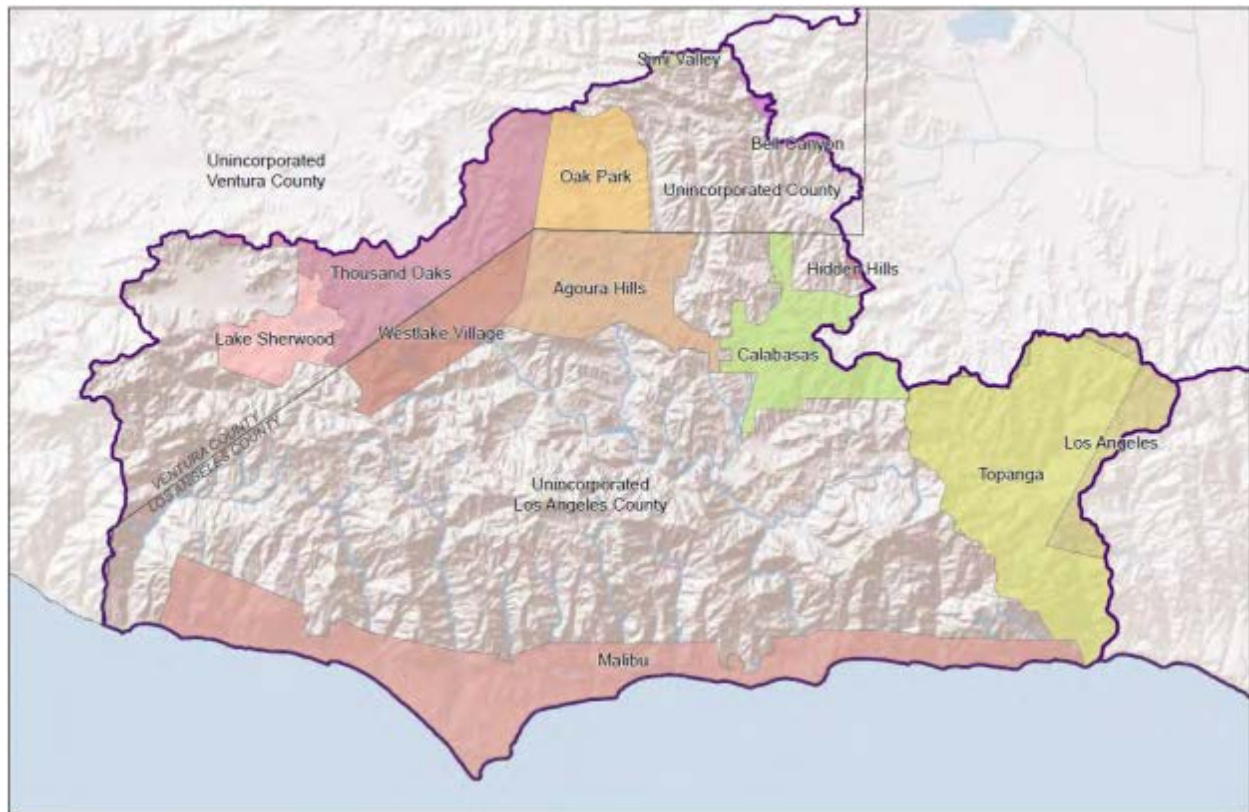 Simi Valley
Bell Canyon
Unincorporated
Ventura County
Oak Park
Unincorporated County
Thousand Oaks
Hidden Hills
Agoura Hills
Lake Sherwood
Westlake Village
Calabasas
VENTURA COUNTY
LOS ANGELES COUNTY
Los Angeles
Topanga
Unincorporated
Los Angeles County
Malibu